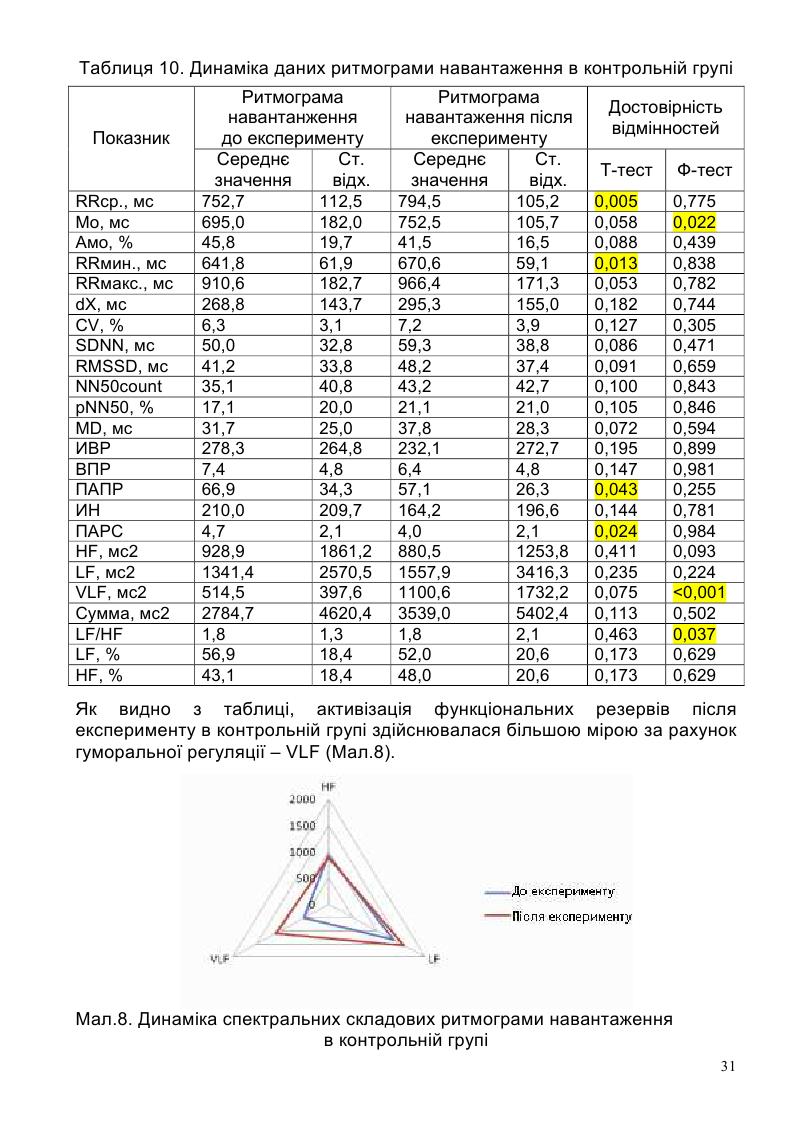 Таблиця 10. Динаміка даних ритмограми навантаження в контрольній групі
Показник
Ритмограма
навантанження
до експерименту
Ритмограма
навантаження після
експерименту
Достовірність
відмінностей
Середнє
значення
Ст.
відх.
Середнє
значення
Ст.
відх.
Т-тест
Ф-тест
RRср., мс 752,7 112,5 794,5 105,2 0,005 0,775
Мо, мс 695,0 182,0 752,5 105,7 0,058 0,022
Амо, % 45,8 19,7 41,5 16,5 0,088 0,439
RRмин., мс 641,8 61,9 670,6 59,1 0,013 0,838
RRмакс., мс 910,6 182,7 966,4 171,3 0,053 0,782
dX, мс 268,8 143,7 295,3 155,0 0,182 0,744
CV, % 6,3 3,1 7,2 3,9 0,127 0,305
SDNN, мс 50,0 32,8 59,3 38,8 0,086 0,471
RMSSD, мс 41,2 33,8 48,2 37,4 0,091 0,659
NN50count 35,1 40,8 43,2 42,7 0,100 0,843
pNN50, % 17,1 20,0 21,1 21,0 0,105 0,846
MD, мс 31,7 25,0 37,8 28,3 0,072 0,594
ИВР 278,3 264,8 232,1 272,7 0,195 0,899
ВПР 7,4 4,8 6,4 4,8 0,147 0,981
ПАПР 66,9 34,3 57,1 26,3 0,043 0,255
ИН 210,0 209,7 164,2 196,6 0,144 0,781
ПАРС 4,7 2,1 4,0 2,1 0,024 0,984
HF, мс2 928,9 1861,2 880,5 1253,8 0,411 0,093
LF, мс2 1341,4 2570,5 1557,9 3416,3 0,235 0,224
VLF, мс2 514,5 397,6 1100,6 1732,2 0,075 <0,001
Сумма, мс2 2784,7 4620,4 3539,0 5402,4 0,113 0,502
LF/HF 1,8 1,3 1,8 2,1 0,463 0,037
LF, % 56,9 18,4 52,0 20,6 0,173 0,629
HF, % 43,1 18,4 48,0 20,6 0,173 0,629
Як видно з таблиці, активізація функціональних резервів після
експерименту в контрольній групі здійснювалася більшою мірою за рахунок
гуморальної регуляції – VLF (Мал.8).
HF
2000
1500
1000
500
0
VLF
LF
До експерименту
Після експерименту
Мал.8. Динаміка спектральних складових ритмограми навантаження
в контрольній групі
31